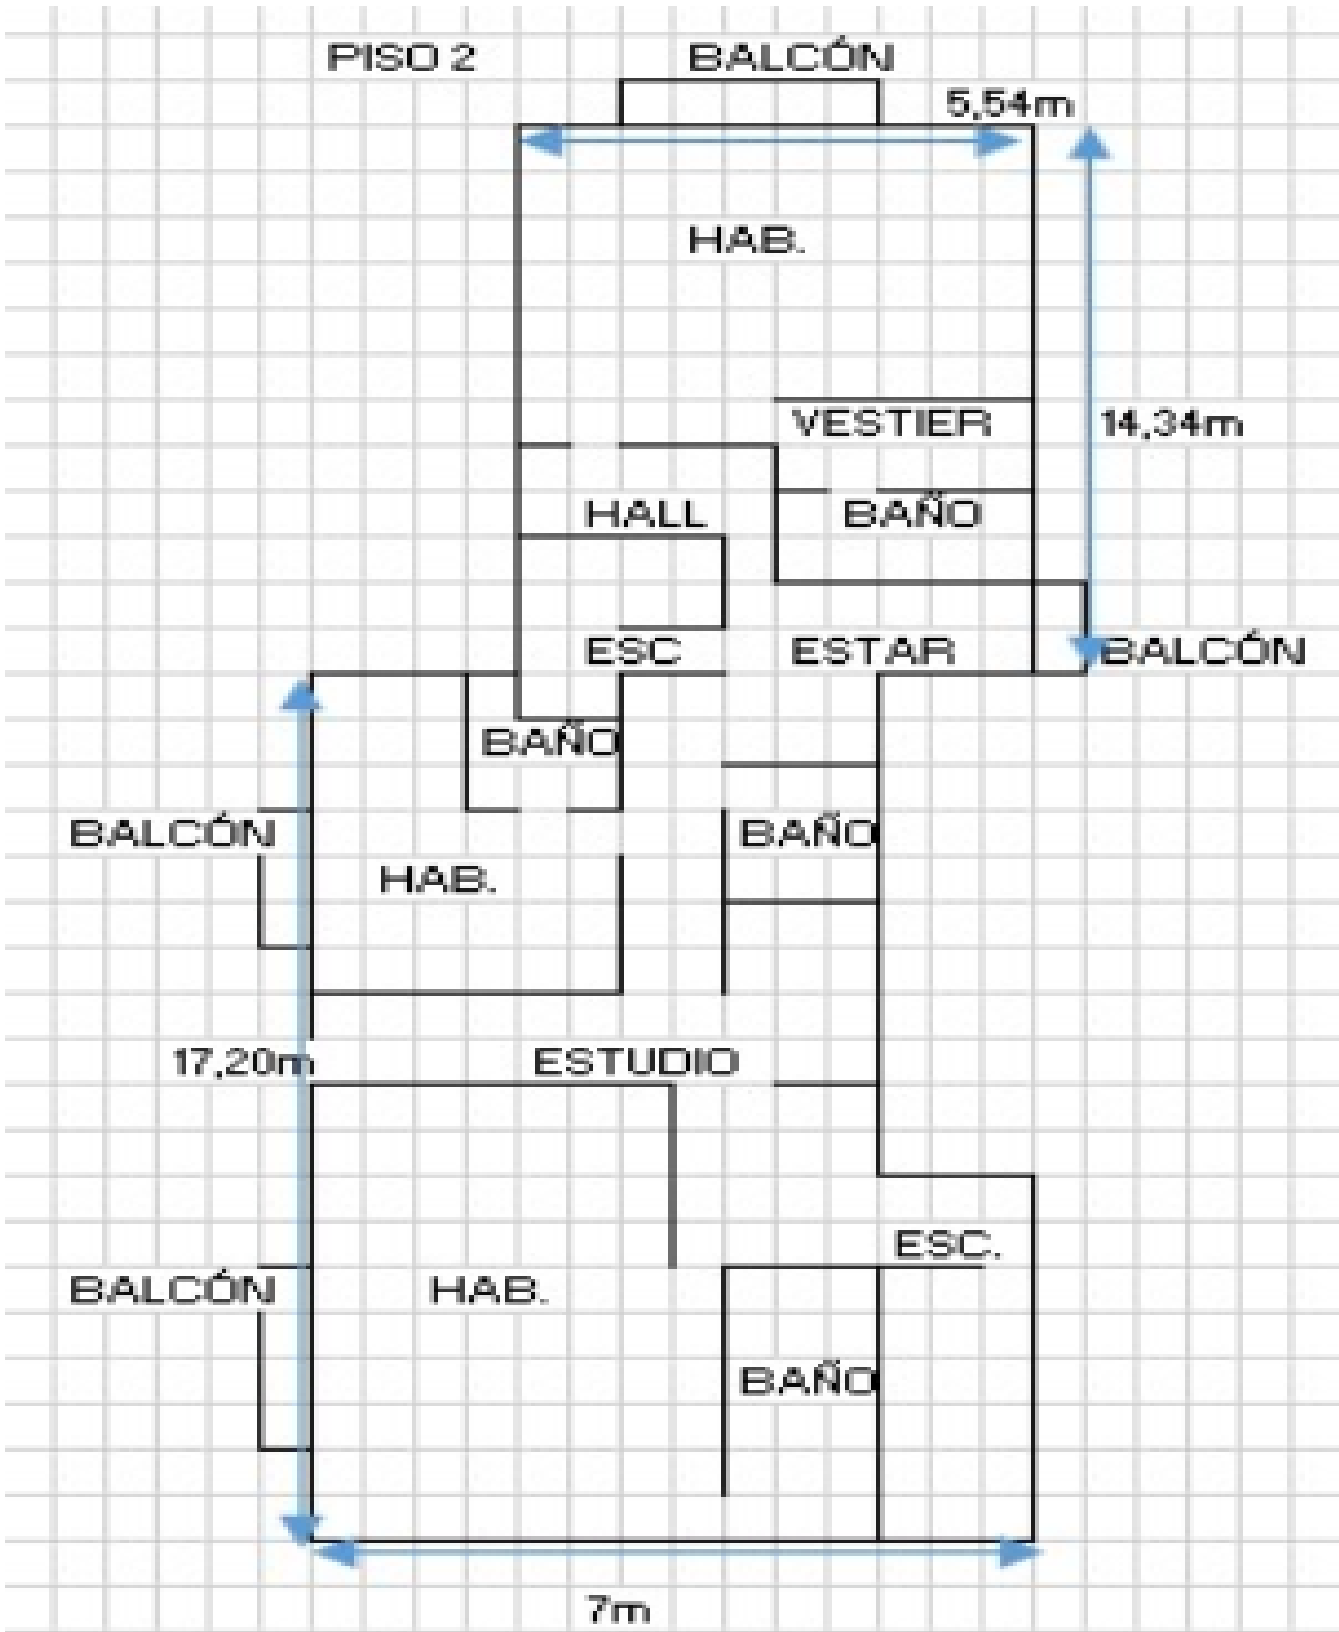 PISO 2
BALCÓN
5,54m
HAB.
VESTIER
14,34m
HALL
BAÑO
ESC
ESTAR
BALCÓN
BAÑO
BALCÓN
BAÑO
HAB.
17,20m
ESTUDIO
ESC.
BALCÓN
HAB.
BAÑO
7m